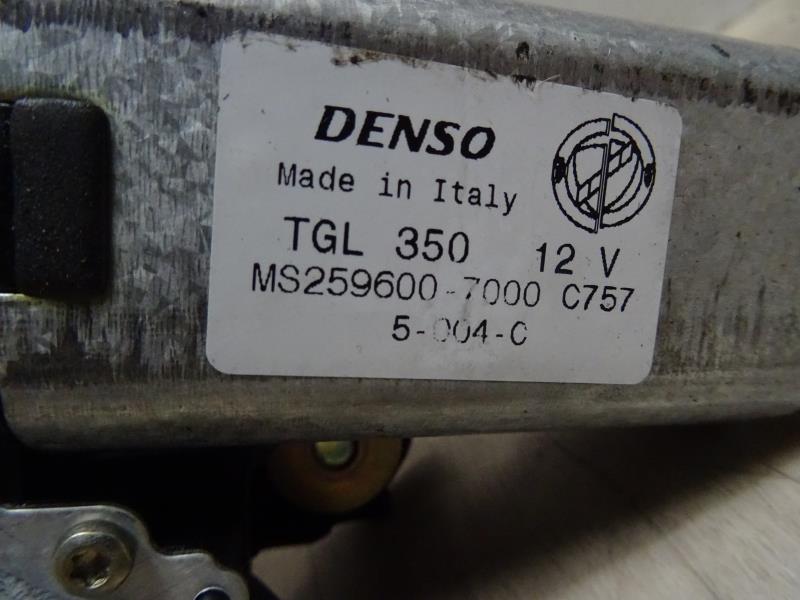 DENSO
Made in Italy
TGL 350 12 V
MS259600-7000 C757
5-004-C